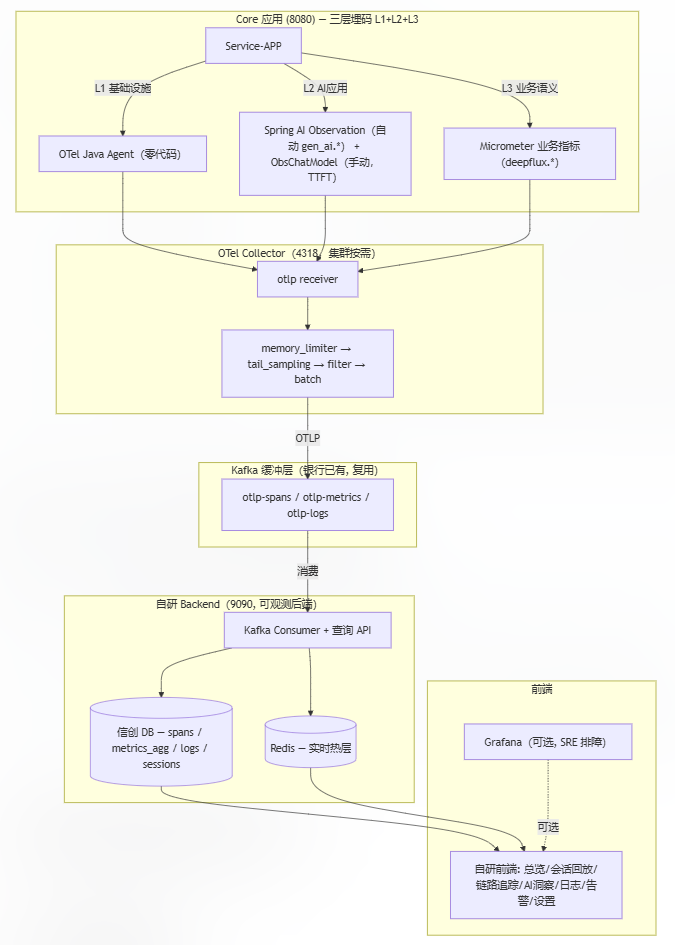 Core 应用 (8080) — 三层埋码 L1+L2+L3
Service-APP
L1 基础设施
L2 AI应用
L3 业务语义
OTel Java Agent（零代码）
Spring AI Observation（自
动 gen_ai.*） +
ObsChatModel（手动,
TTFT）
Micrometer 业务指标
(deepflux.*)
OTel Collector（4318，集群按需）
otlp receiver
memory_limiter →
tail_sampling → filter →
batch
OTLP
Kafka 缓冲层（银行已有, 复用）
otlp-spans / otlp-metrics /
otlp-logs
消费
自研 Backend（9090, 可观测后端）
Kafka Consumer + 查询 API
信创 DB — spans /
metrics_agg / logs /
sessions
Redis — 实时热层
前端
Grafana（可选, SRE 排障）
可选
自研前端: 总览/会话回放/
链路追踪/AI洞察/日志/告
警/设置